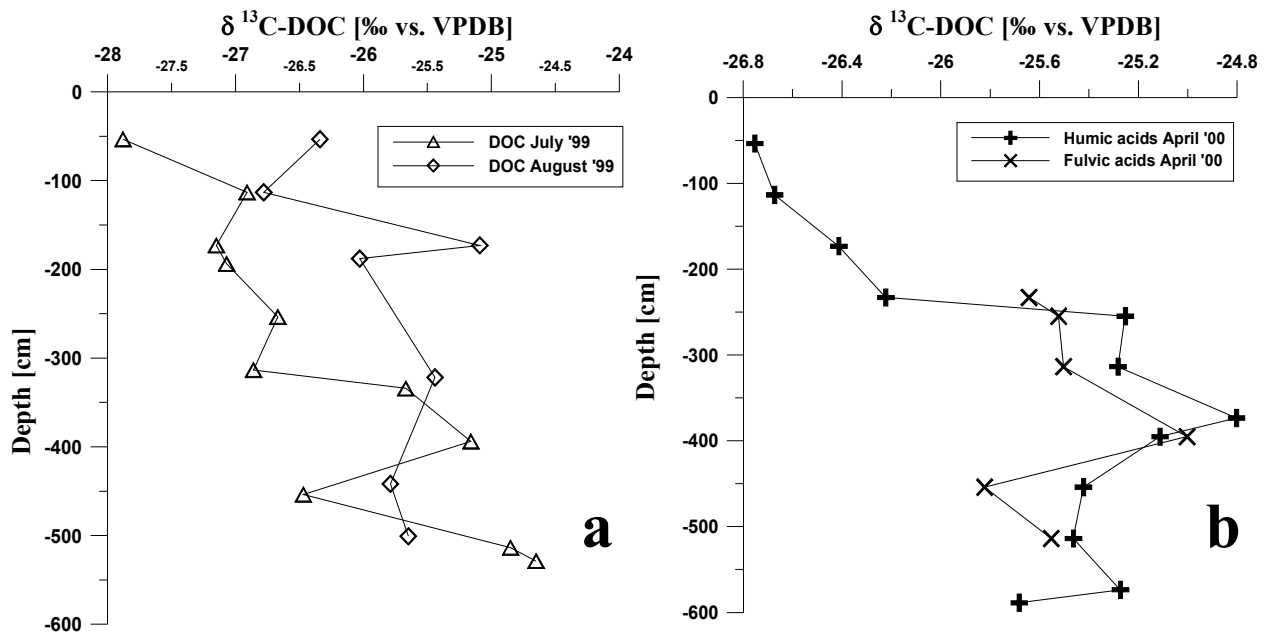 δ ¹³C-DOC [‰ vs. VPDB]
-28 -27 -26 -25 -24
-27.5 -26.5 -25.5 -24.5
0
-100
-200
-300
-400
-500
-600
Depth [cm]
DOC July '99
DOC August '99
a
δ ¹³C-DOC [‰ vs. VPDB]
-26.8 -26.4 -26 -25.6 -25.2 -24.8
0
-100
-200
-300
-400
-500
-600
Depth [cm]
Humic acids April '00
Fulvic acids April '00
b